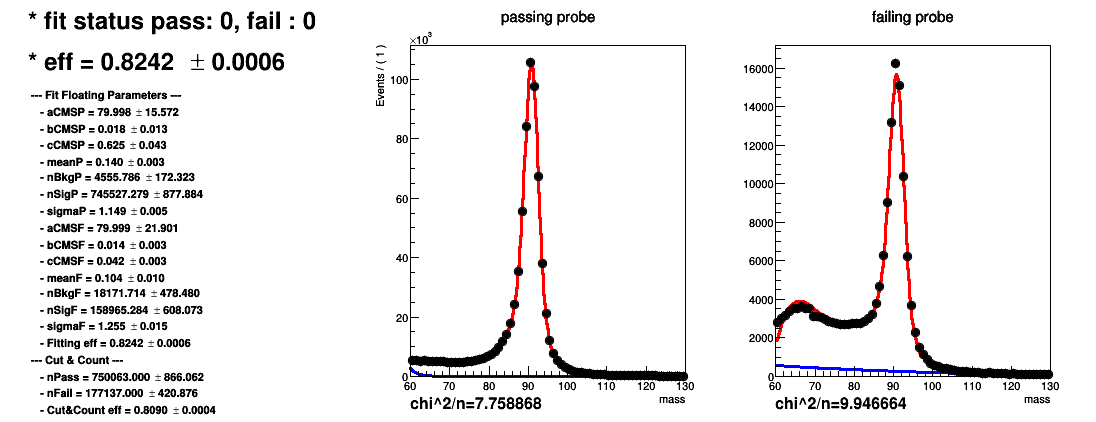 * fit status pass: 0, fail : 0
* eff = 0.8242 ± 0.0006
--- Fit Floating Parameters ---
- aCMSP = 79.998 ± 15.572
- bCMSP = 0.018 ± 0.013
- cCMSP = 0.625 ± 0.043
- meanP = 0.140 ± 0.003
- nBkgP = 4555.786 ± 172.323
- nSigP = 745527.279 ± 877.884
- sigmaP = 1.149 ± 0.005
- aCMSF = 79.999 ± 21.901
- bCMSF = 0.014 ± 0.003
- cCMSF = 0.042 ± 0.003
- meanF = 0.104 ± 0.010
- nBkgF = 18171.714 ± 478.480
- nSigF = 158965.284 ± 608.073
- sigmaF = 1.255 ± 0.015
- Fitting eff = 0.8242 ± 0.0006
--- Cut & Count ---
- nPass = 750063.000 ± 866.062
- nFail = 177137.000 ± 420.876
- Cut&Count eff = 0.8090 ± 0.0004
passing probe
×10³
Events / ( 1 )
100
80
60
40
20
0
60 70 80 90 100 110 120 130
mass
chi^2/n=7.758868
failing probe
16000
14000
12000
10000
8000
6000
4000
2000
0
60 70 80 90 100 110 120 130
mass
chi^2/n=9.946664